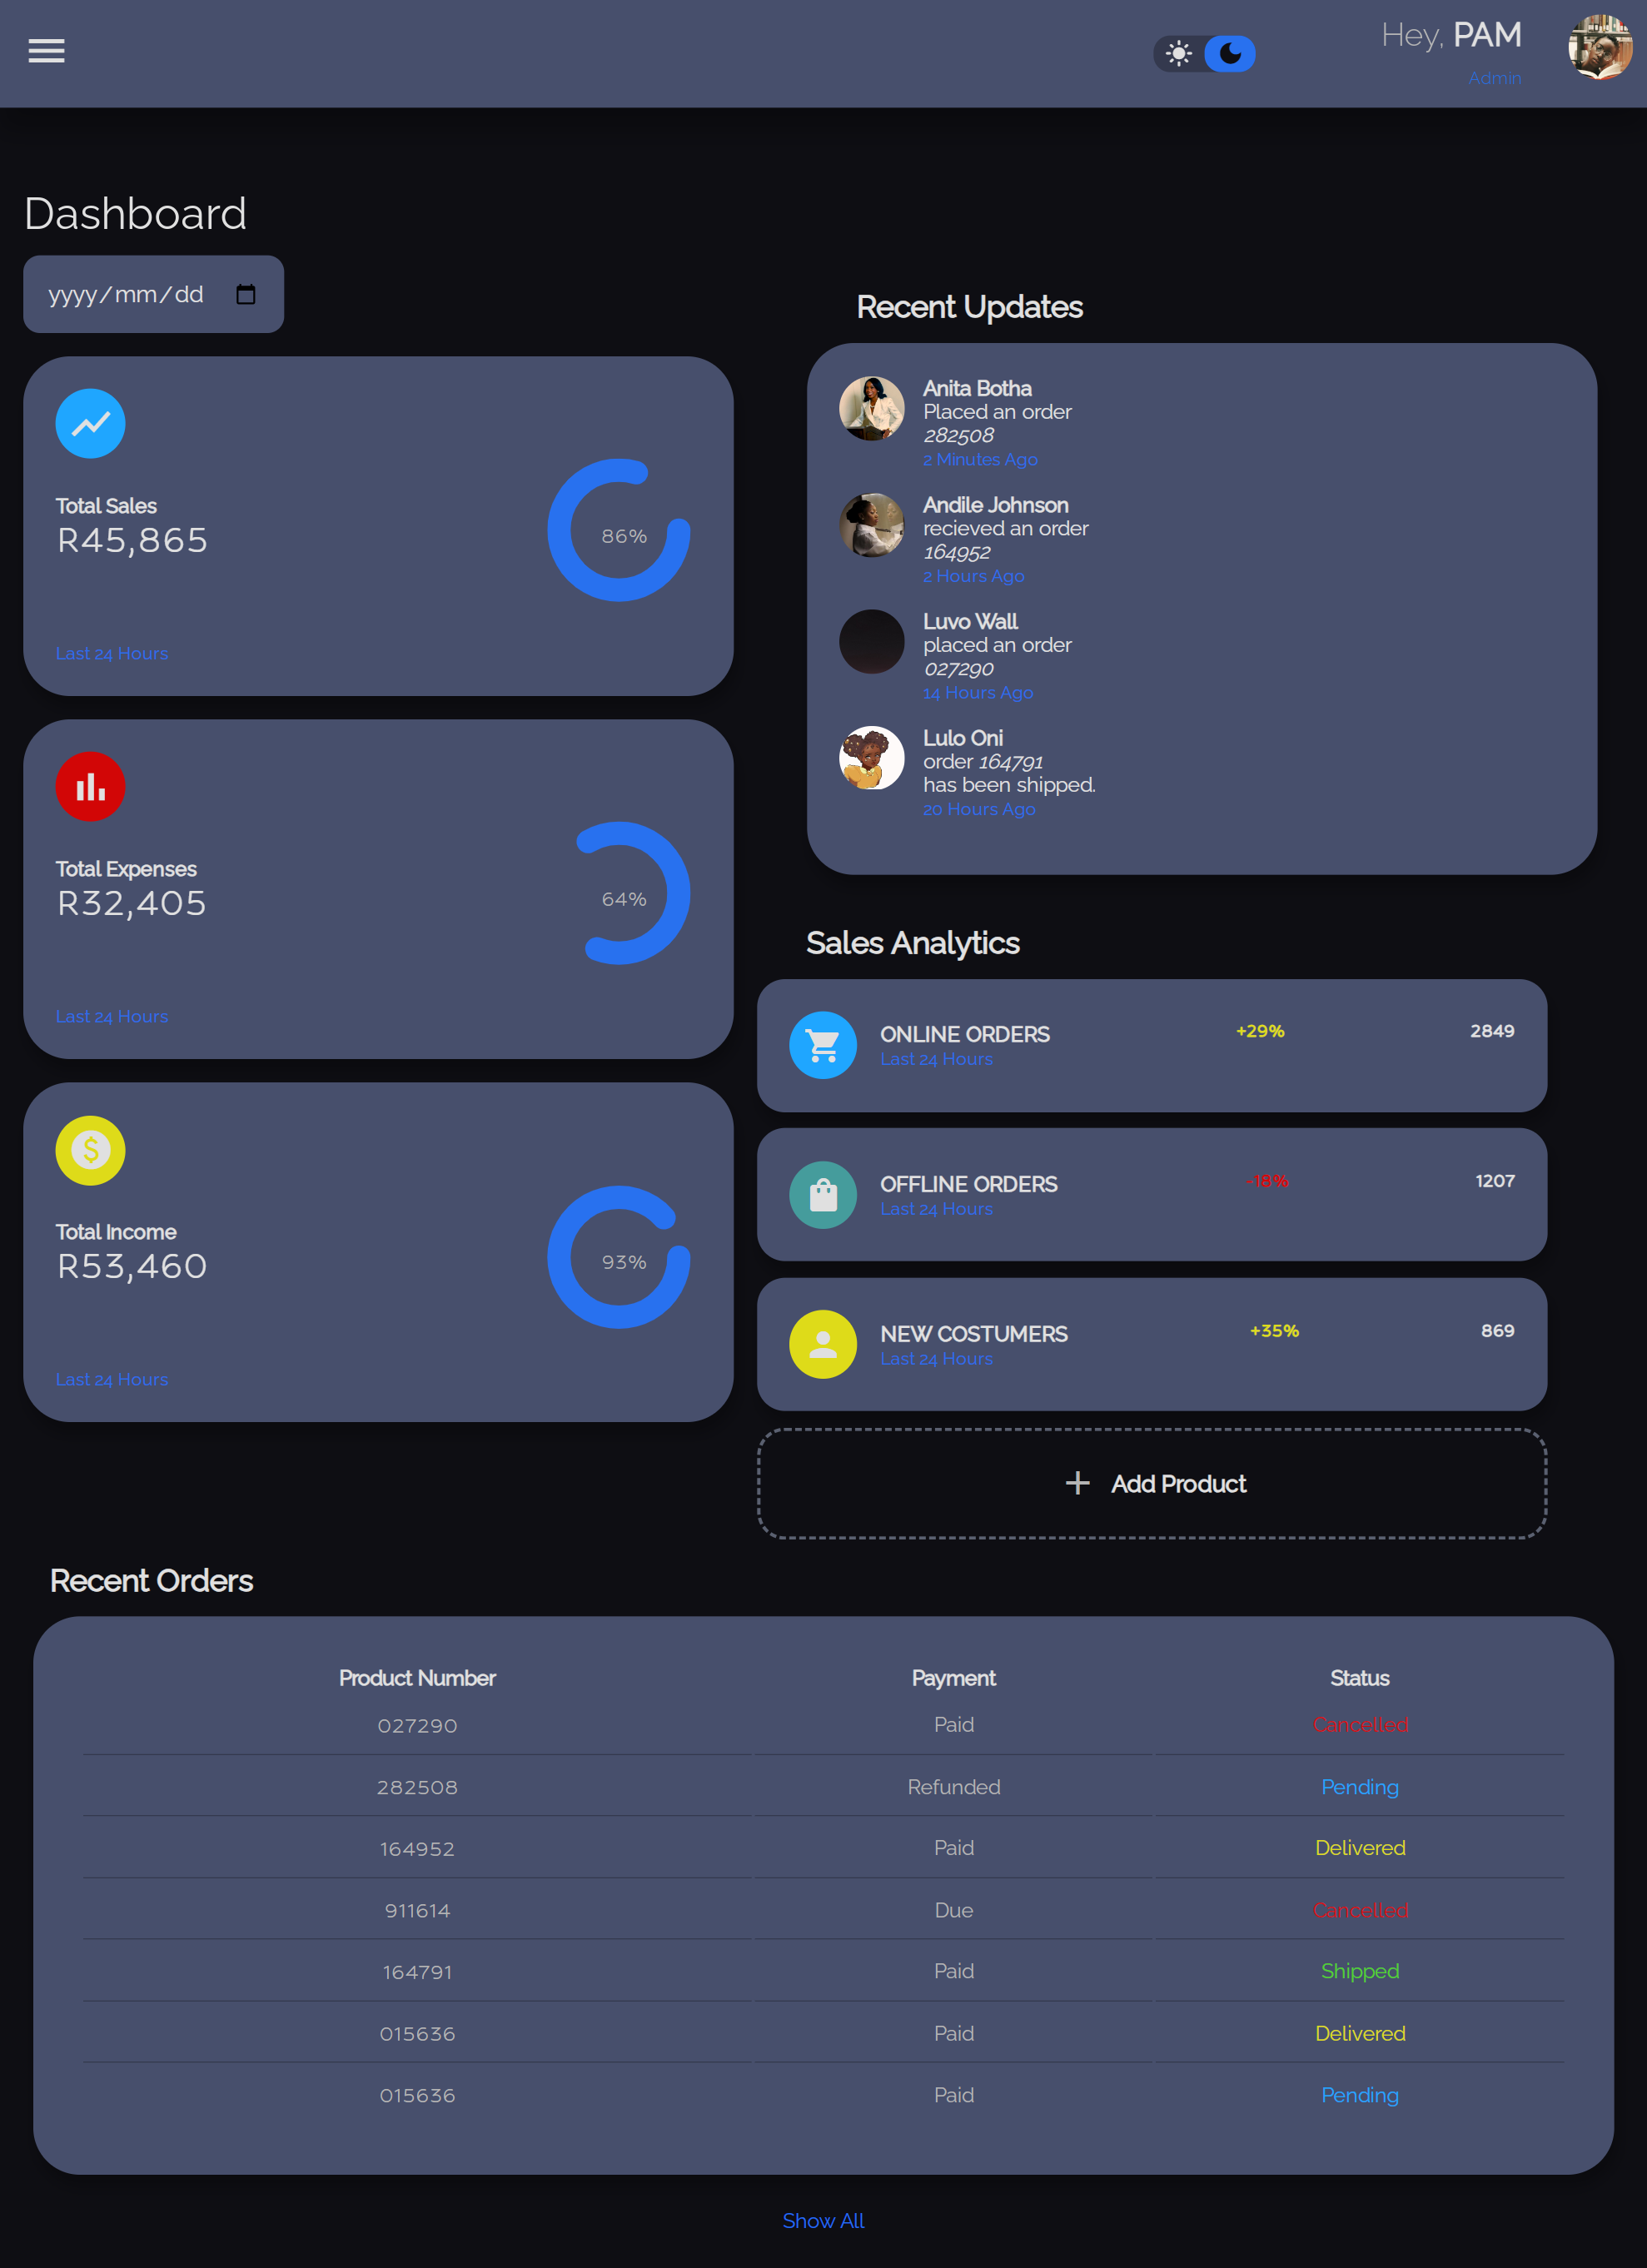 Hey, PAM
Admin
Dashboard
yyyy/mm/dd
Total Sales
R45,865
86%
Last 24 Hours
Total Expenses
R32,405
64%
Last 24 Hours
Total Income
R53,460
93%
Last 24 Hours
Recent Updates
Anita Botha
Placed an order
282508
2 Minutes Ago
Andile Johnson
recieved an order
164952
2 Hours Ago
Luvo Wall
placed an order
027290
14 Hours Ago
Lulo Oni
order 164791
has been shipped.
20 Hours Ago
Sales Analytics
ONLINE ORDERS +29% 2849
Last 24 Hours
OFFLINE ORDERS -18% 1207
Last 24 Hours
NEW COSTUMERS +35% 869
Last 24 Hours
Add Product
Recent Orders
Product Number Payment Status
027290 Paid Cancelled
282508 Refunded Pending
164952 Paid Delivered
911614 Due Cancelled
164791 Paid Shipped
015636 Paid Delivered
015636 Paid Pending
Show All